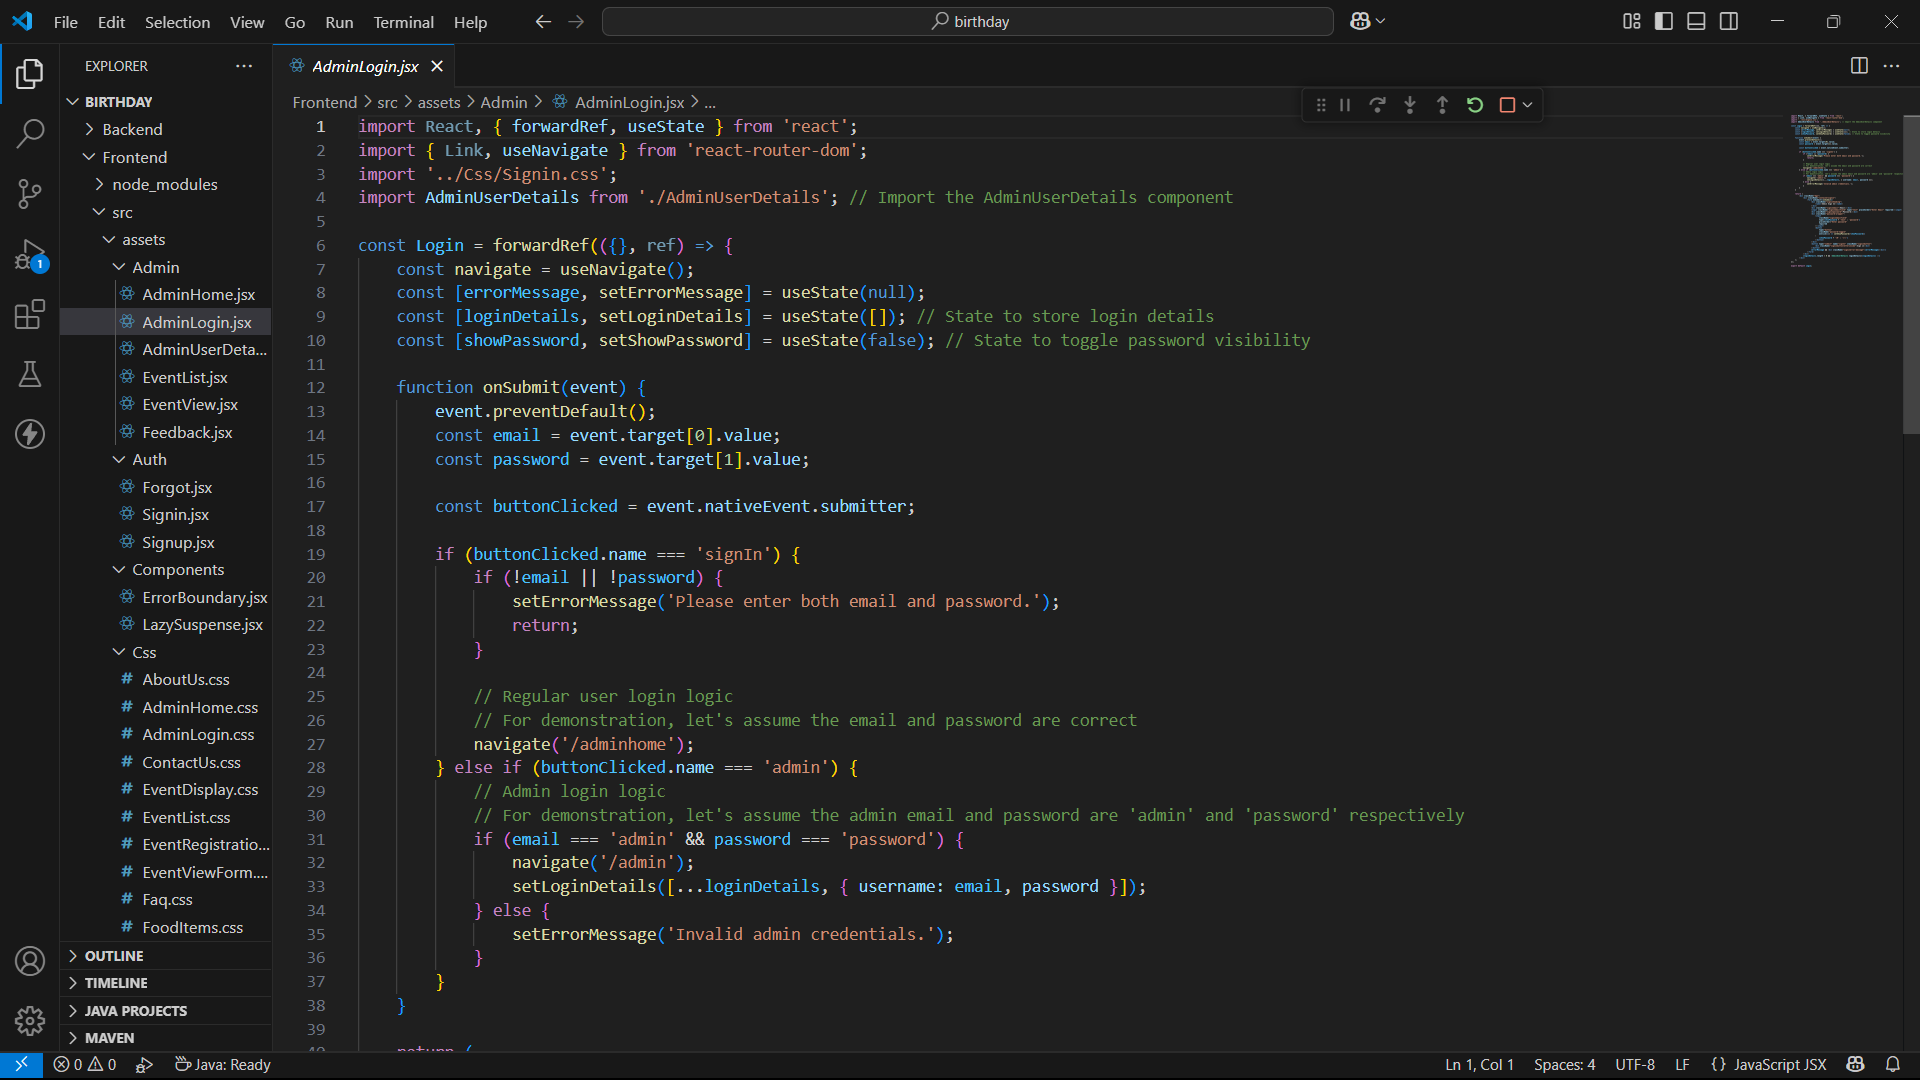 File Edit Selection View Go Run Terminal Help
birthday
EXPLORER
BIRTHDAY
Backend
Frontend
node_modules
src
assets
Admin
AdminHome.jsx
AdminLogin.jsx
AdminUserDeta...
EventList.jsx
EventView.jsx
Feedback.jsx
Auth
Forgot.jsx
Signin.jsx
Signup.jsx
Components
ErrorBoundary.jsx
LazySuspense.jsx
Css
# AboutUs.css
# AdminHome.css
# AdminLogin.css
# ContactUs.css
# EventDisplay.css
# EventList.css
# EventRegistratio...
# EventViewForm....
# Faq.css
# FoodItems.css
OUTLINE
TIMELINE
JAVA PROJECTS
MAVEN
1
AdminLogin.jsx
Frontend > src > assets > Admin > AdminLogin.jsx > ...
1 import React, { forwardRef, useState } from 'react';
2 import { Link, useNavigate } from 'react-router-dom';
3 import '../Css/Signin.css';
4 import AdminUserDetails from './AdminUserDetails'; // Import the AdminUserDetails component
5
6 const Login = forwardRef(({}, ref) => {
7 const navigate = useNavigate();
8 const [errorMessage, setErrorMessage] = useState(null);
9 const [loginDetails, setLoginDetails] = useState([]); // State to store login details
10 const [showPassword, setShowPassword] = useState(false); // State to toggle password visibility
11
12 function onSubmit(event) {
13 event.preventDefault();
14 const email = event.target[0].value;
15 const password = event.target[1].value;
16
17 const buttonClicked = event.nativeEvent.submitter;
18
19 if (buttonClicked.name === 'signIn') {
20 if (!email || !password) {
21 setErrorMessage('Please enter both email and password.');
22 return;
23 }
24
25 // Regular user login logic
26 // For demonstration, let's assume the email and password are correct
27 navigate('/adminhome');
28 } else if (buttonClicked.name === 'admin') {
29 // Admin login logic
30 // For demonstration, let's assume the admin email and password are 'admin' and 'password' respectively
31 if (email === 'admin' && password === 'password') {
32 navigate('/admin');
33 setLoginDetails([...loginDetails, { username: email, password }]);
34 } else {
35 setErrorMessage('Invalid admin credentials.');
36 }
37 }
38 }
39
40 return (
0 0 Java: Ready
Ln 1, Col 1 Spaces: 4 UTF-8 LF {} JavaScript JSX